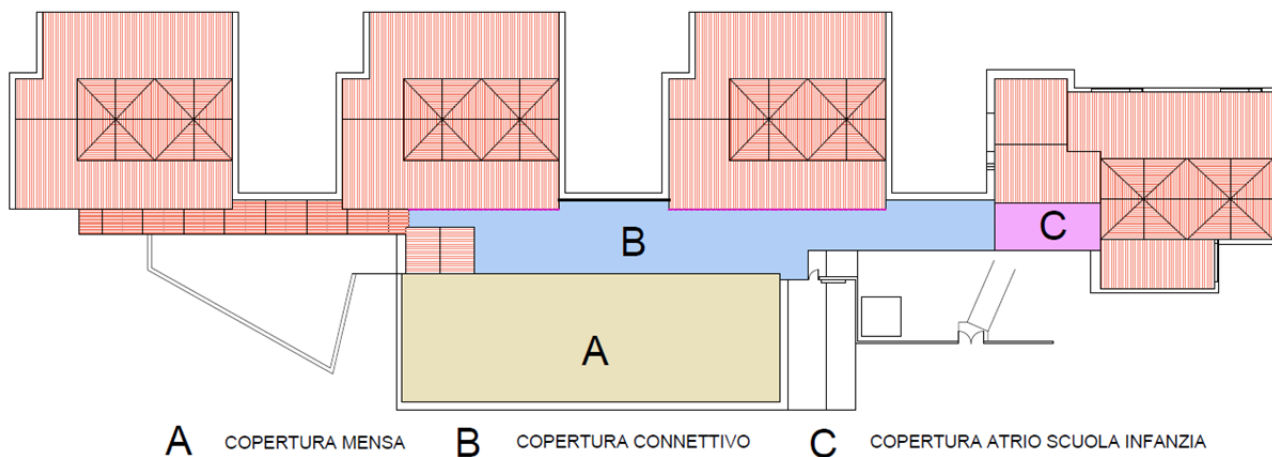 B
C
A
A COPERTURA MENSA B COPERTURA CONNETTIVO C COPERTURA ATRIO SCUOLA INFANZIA